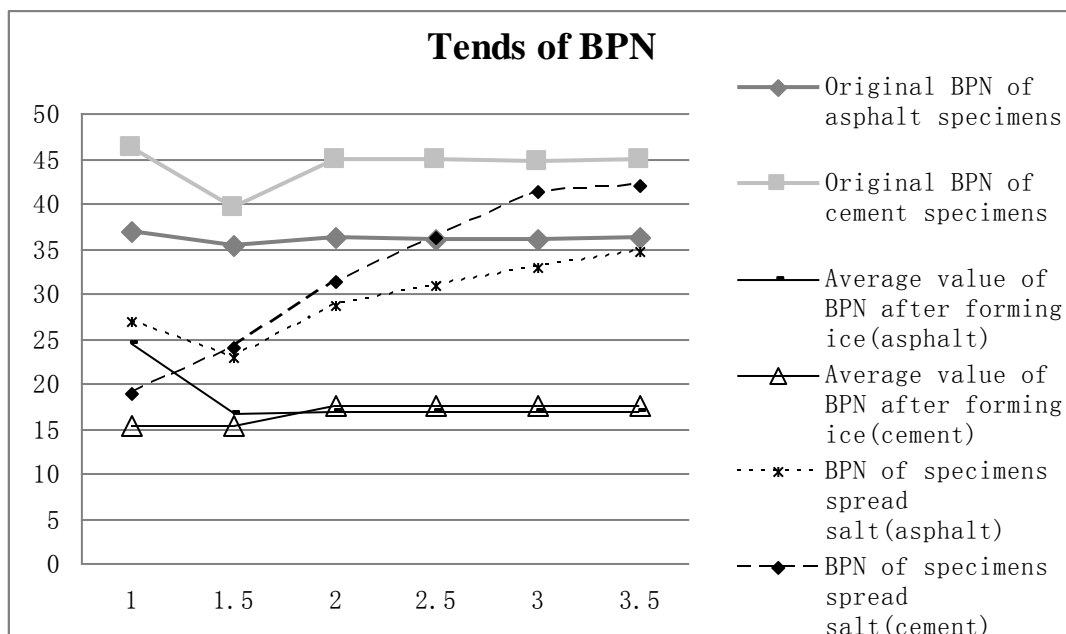 Tends of BPN
50
45
40
35
30
25
20
15
10
5
0
1 1.5 2 2.5 3 3.5
Original BPN of
asphalt specimens
Original BPN of
cement specimens
Average value of
BPN after forming
ice(asphalt)
Average value of
BPN after forming
ice(cement)
BPN of specimens
spread
salt(asphalt)
BPN of specimens
spread
salt(cement)